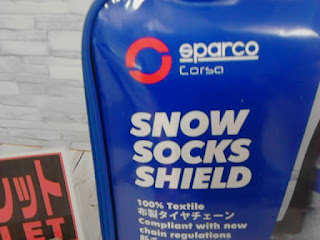 sparco
Corsa
SNOW
SOCKS
SHIELD
100% Textile
布製タイヤチェーン
Compliant with new
chain regulations
ット
LET